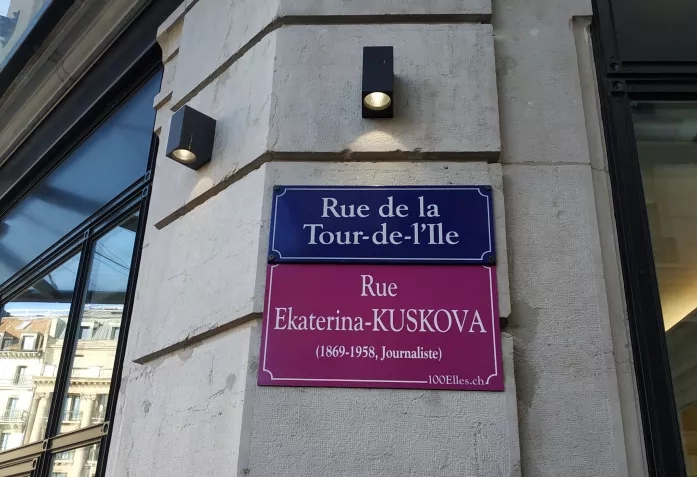 Rue de la
Tour-de-l'Ile
Rue
Ekaterina-KUSKOVA
(1869-1958, Journaliste)
100Elles.ch